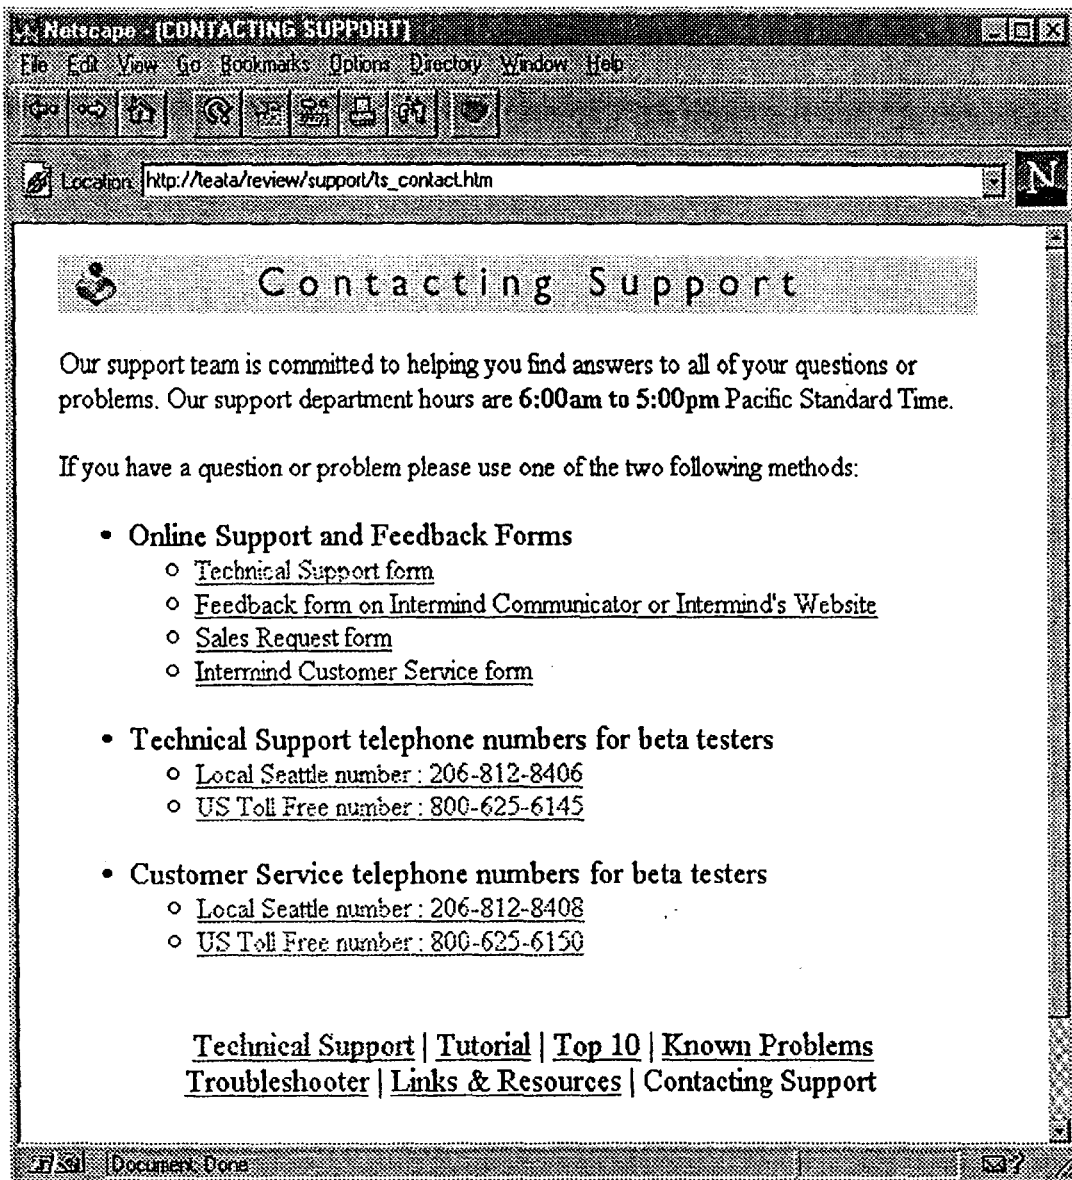 Netscape - [CONTACTING SUPPORT]
File Edit View Go Bookmarks Options Directory Window Help
Location: http://leata/review/support/ts_contact.htm
N
Contacting Support
Our support team is committed to helping you find answers to all of your questions or
problems. Our support department hours are 6:00am to 5:00pm Pacific Standard Time.
If you have a question or problem please use one of the two following methods:
• Online Support and Feedback Forms
○ Technical Support form
○ Feedback form on Intermind Communicator or Intermind's Website
○ Sales Request form
○ Intermind Customer Service form
• Technical Support telephone numbers for beta testers
○ Local Seattle number : 206-812-8406
○ US Toll Free number : 800-625-6145
• Customer Service telephone numbers for beta testers
○ Local Seattle number : 206-812-8408
○ US Toll Free number : 800-625-6150
Technical Support | Tutorial | Top 10 | Known Problems
Troubleshooter | Links & Resources | Contacting Support
Document: Done